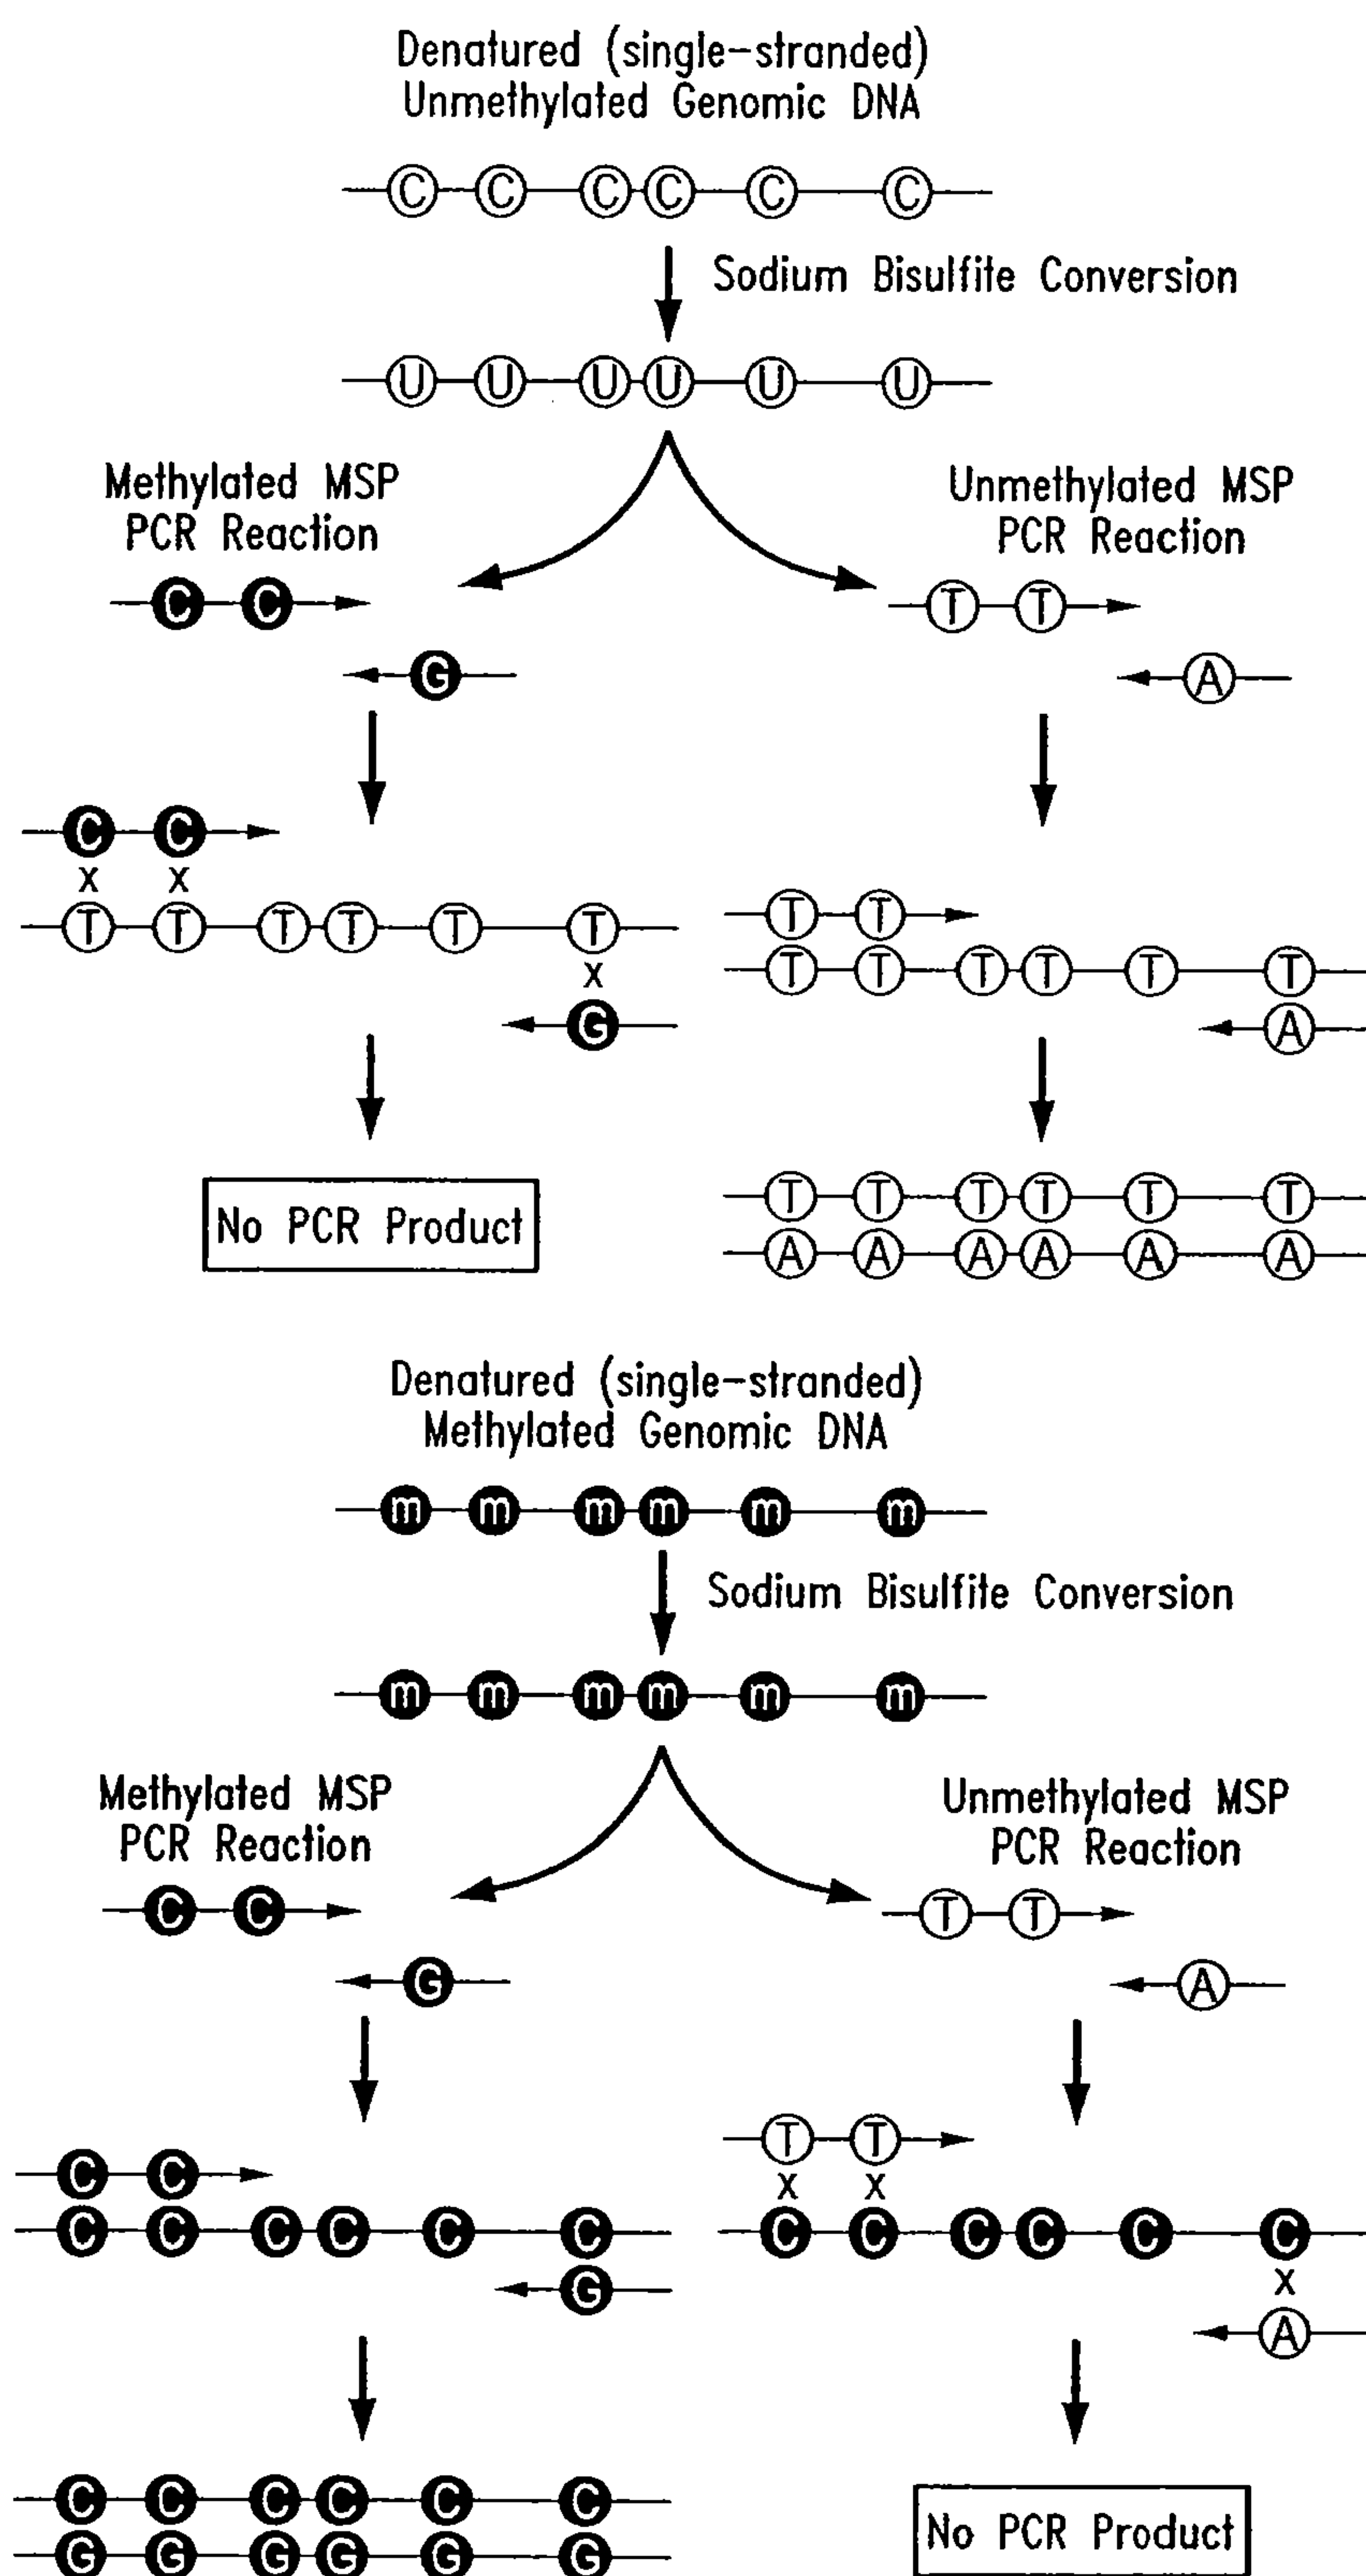 Denatured (single-stranded)
Unmethylated Genomic DNA
C C C C C C
Sodium Bisulfite Conversion
U U U U U U
Methylated MSP
PCR Reaction
Unmethylated MSP
PCR Reaction
C C
T T
G
A
C C
x x
T T T T T T
x
G
T T
T T T T T T
A
No PCR Product
T T T T T T
A A A A A A
Denatured (single-stranded)
Methylated Genomic DNA
m m m m m m
Sodium Bisulfite Conversion
m m m m m m
Methylated MSP
PCR Reaction
Unmethylated MSP
PCR Reaction
C C
T T
G
A
C C
C C C C C C
G
T T
x x
C C C C C C
x
A
C C C C C C
G G G G G G
No PCR Product